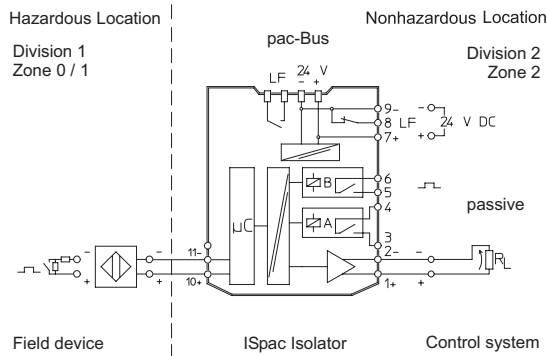 Hazardous Location
Nonhazardous Location
Division 1
Zone 0 / 1
pac-Bus
Division 2
Zone 2
LF 24 V
- +
9-
8 LF
7+
- +
24 V DC
B
6
5
A
4
3
passive
µC
11-
10+
2-
1+
- +
- +
- +
RL
Field device
ISpac Isolator
Control system